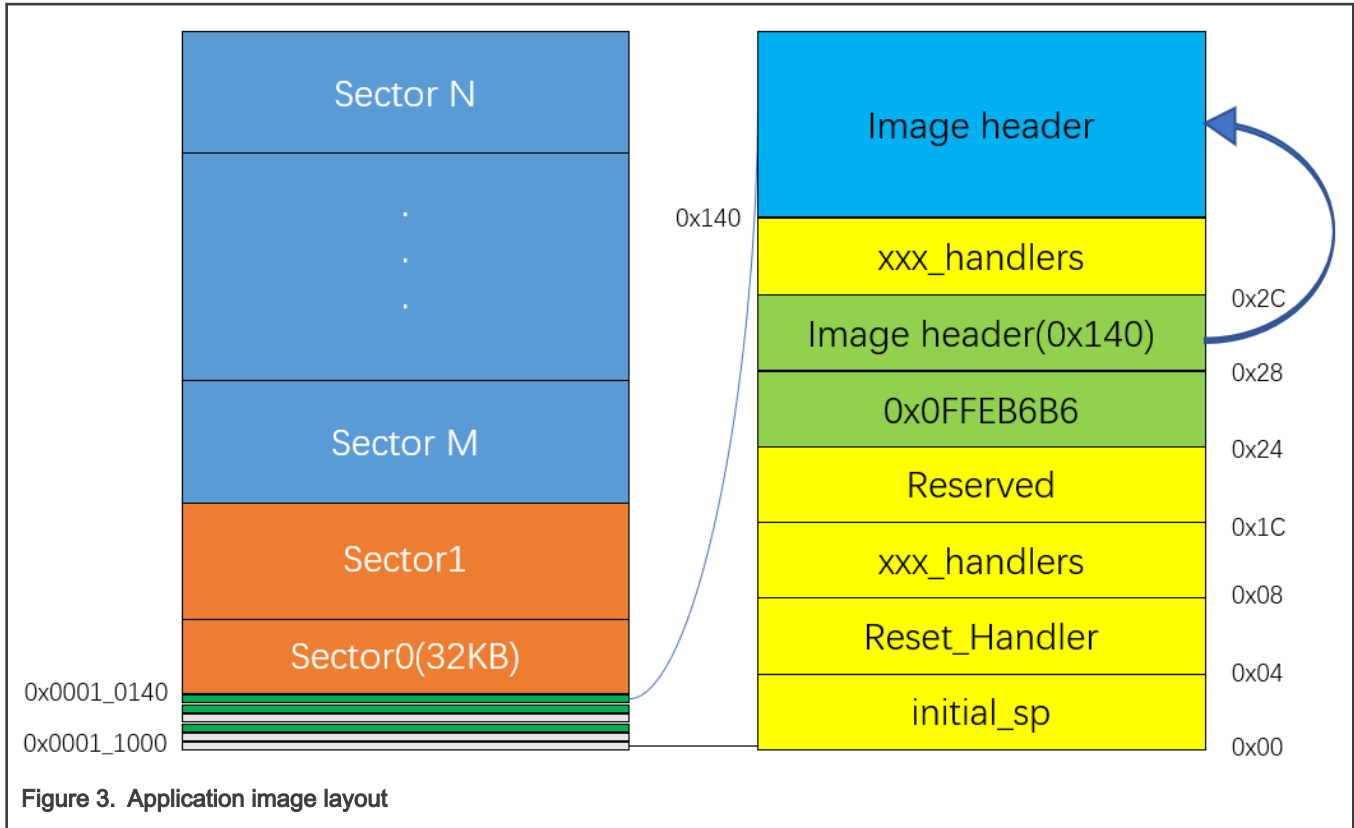 Sector N
.
.
.
Sector M
Sector1
Sector0(32KB)
0x0001_0140
0x0001_1000
Image header
0x140
xxx_handlers
0x2C
Image header(0x140)
0x28
0x0FFEB6B6
0x24
Reserved
0x1C
xxx_handlers
0x08
Reset_Handler
0x04
initial_sp
0x00
Figure 3. Application image layout